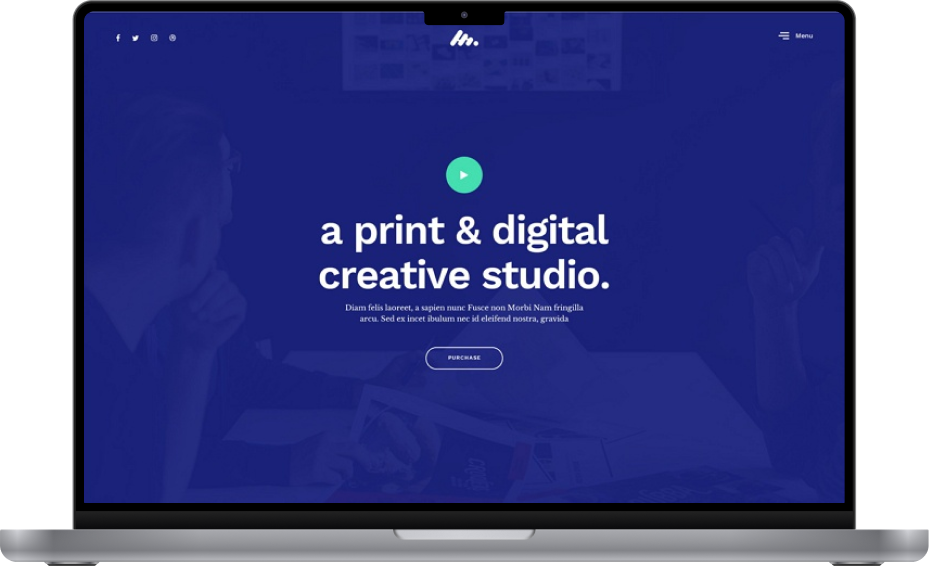 Menu
a print & digital
creative studio.
Diam felis laoreet, a sapien nunc Fusce non Morbi Nam fringilla
arcu. Sed ex incet ibulum nec id eleifend nostra, gravida
PURCHASE